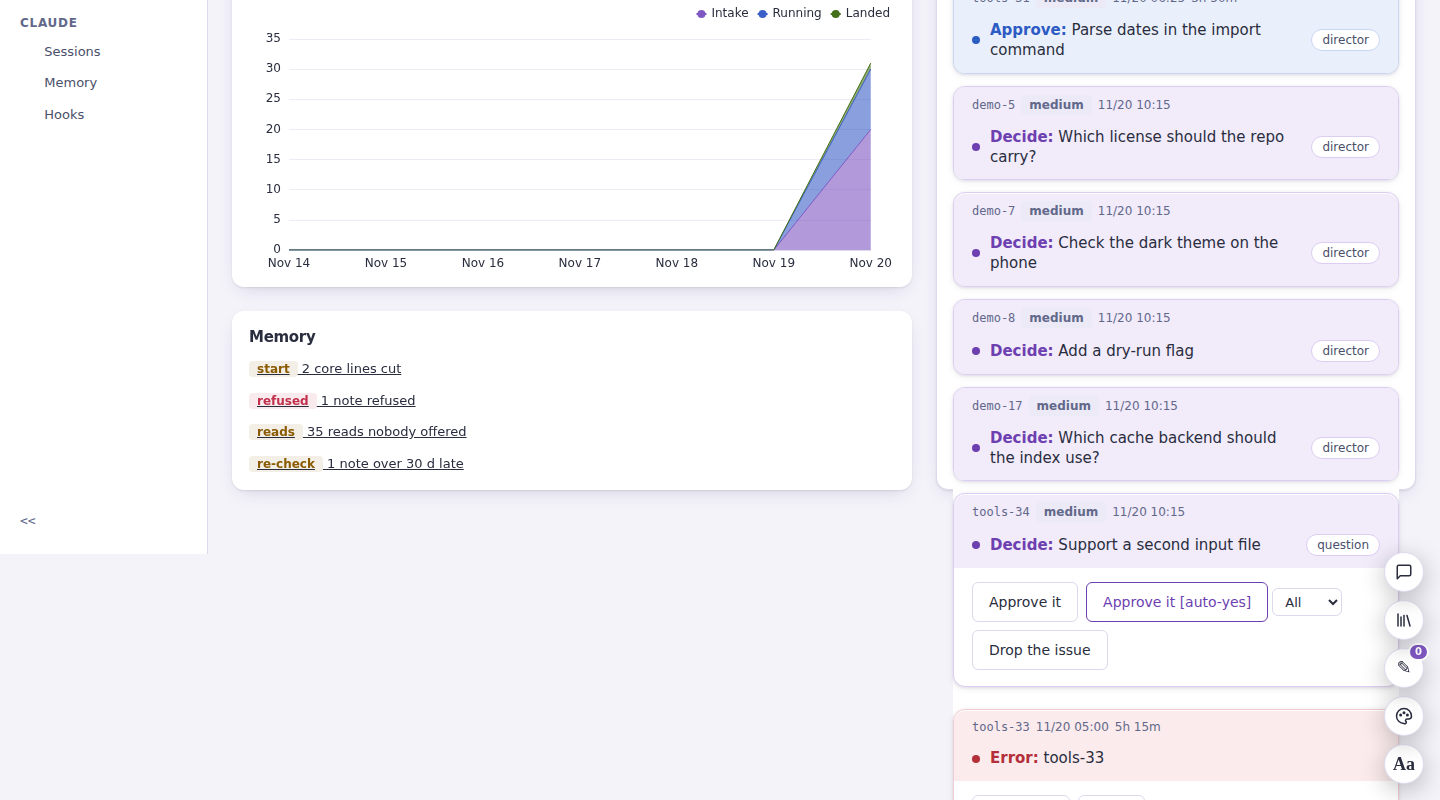 CLAUDE
Sessions
Memory
Hooks
<<
Intake Running Landed
35
30
25
20
15
10
5
0
Nov 14 Nov 15 Nov 16 Nov 17 Nov 18 Nov 19 Nov 20
Memory
start 2 core lines cut
refused 1 note refused
reads 35 reads nobody offered
re-check 1 note over 30 d late
Approve: Parse dates in the import
command
director
demo-5 medium 11/20 10:15
Decide: Which license should the repo
carry?
director
demo-7 medium 11/20 10:15
Decide: Check the dark theme on the
phone
director
demo-8 medium 11/20 10:15
Decide: Add a dry-run flag
director
demo-17 medium 11/20 10:15
Decide: Which cache backend should
the index use?
director
tools-34 medium 11/20 10:15
Decide: Support a second input file
question
Approve it
Approve it [auto-yes]
All
Drop the issue
tools-33 11/20 05:00 5h 15m
Error: tools-33
0
Aa